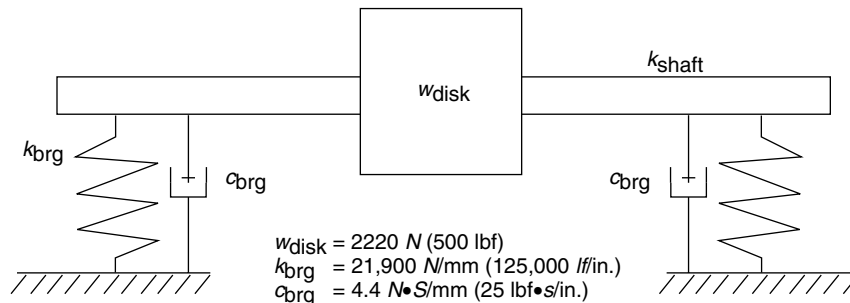 k_shaft
w_disk
k_brg
c_brg
c_brg
w_disk = 2220 N (500 lbf)
k_brg = 21,900 N/mm (125,000 lf/in.)
c_brg = 4.4 N•S/mm (25 lbf•s/in.)